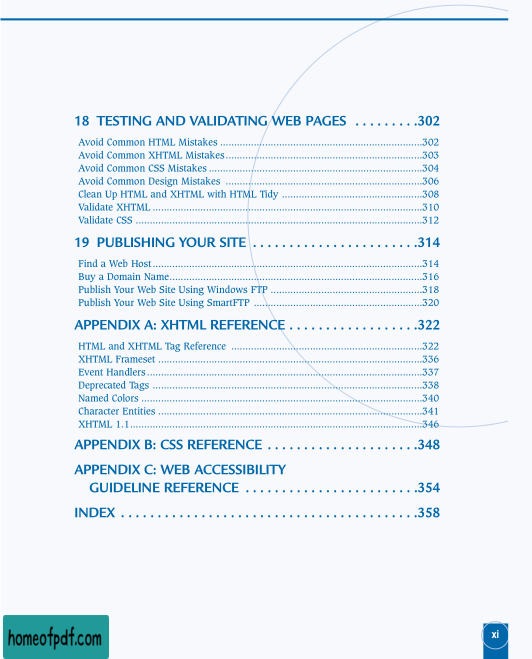 18 TESTING AND VALIDATING WEB PAGES .........302
Avoid Common HTML Mistakes ..........302
Avoid Common XHTML Mistakes..........303
Avoid Common CSS Mistakes ..........304
Avoid Common Design Mistakes ..........306
Clean Up HTML and XHTML with HTML Tidy ..........308
Validate XHTML ..........310
Validate CSS ..........312
19 PUBLISHING YOUR SITE ..........314
Find a Web Host..........314
Buy a Domain Name..........316
Publish Your Web Site Using Windows FTP ..........318
Publish Your Web Site Using SmartFTP ..........320
APPENDIX A: XHTML REFERENCE ..........322
HTML and XHTML Tag Reference ..........322
XHTML Frameset ..........336
Event Handlers..........337
Deprecated Tags ..........338
Named Colors ..........340
Character Entities ..........341
XHTML 1.1..........346
APPENDIX B: CSS REFERENCE ..........348
APPENDIX C: WEB ACCESSIBILITY
GUIDELINE REFERENCE ..........354
INDEX ..........358
homeofpdf.com
xi